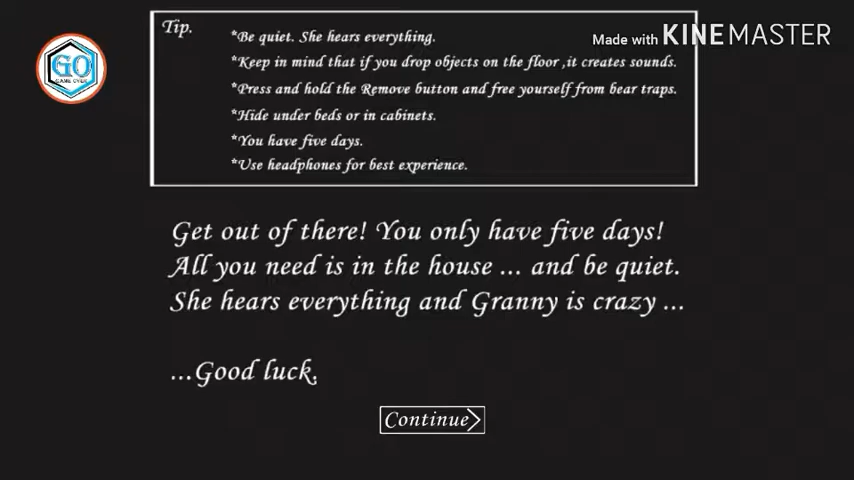 Tip.
*Be quiet. She hears everything.
*Keep in mind that if you drop objects on the floor ,it creates sounds.
*Press and hold the Remove button and free yourself from bear traps.
*Hide under beds or in cabinets.
*You have five days.
*Use headphones for best experience.
Made with KINEMASTER
GO
GAME OVER
Get out of there! You only have five days!
All you need is in the house ... and be quiet.
She hears everything and Granny is crazy ...
...Good luck.
Continue